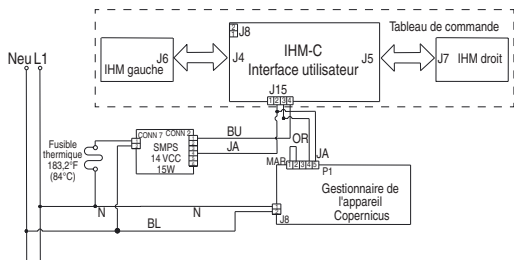 Tableau de commande
J8
2
1
IHM-C
Interface utilisateur
J6
IHM gauche
J4
J5
J7
IHM droit
J15
1 2 3 4
Neu L1
Fusible
thermique
183,2°F
(84°C)
CONN 7
SMPS
14 VCC
15W
BU
JA
OR
MAR
1 2 3 4 5
JA
P1
Gestionnaire de
l'appareil
Copernicus
J8
N
N
BL